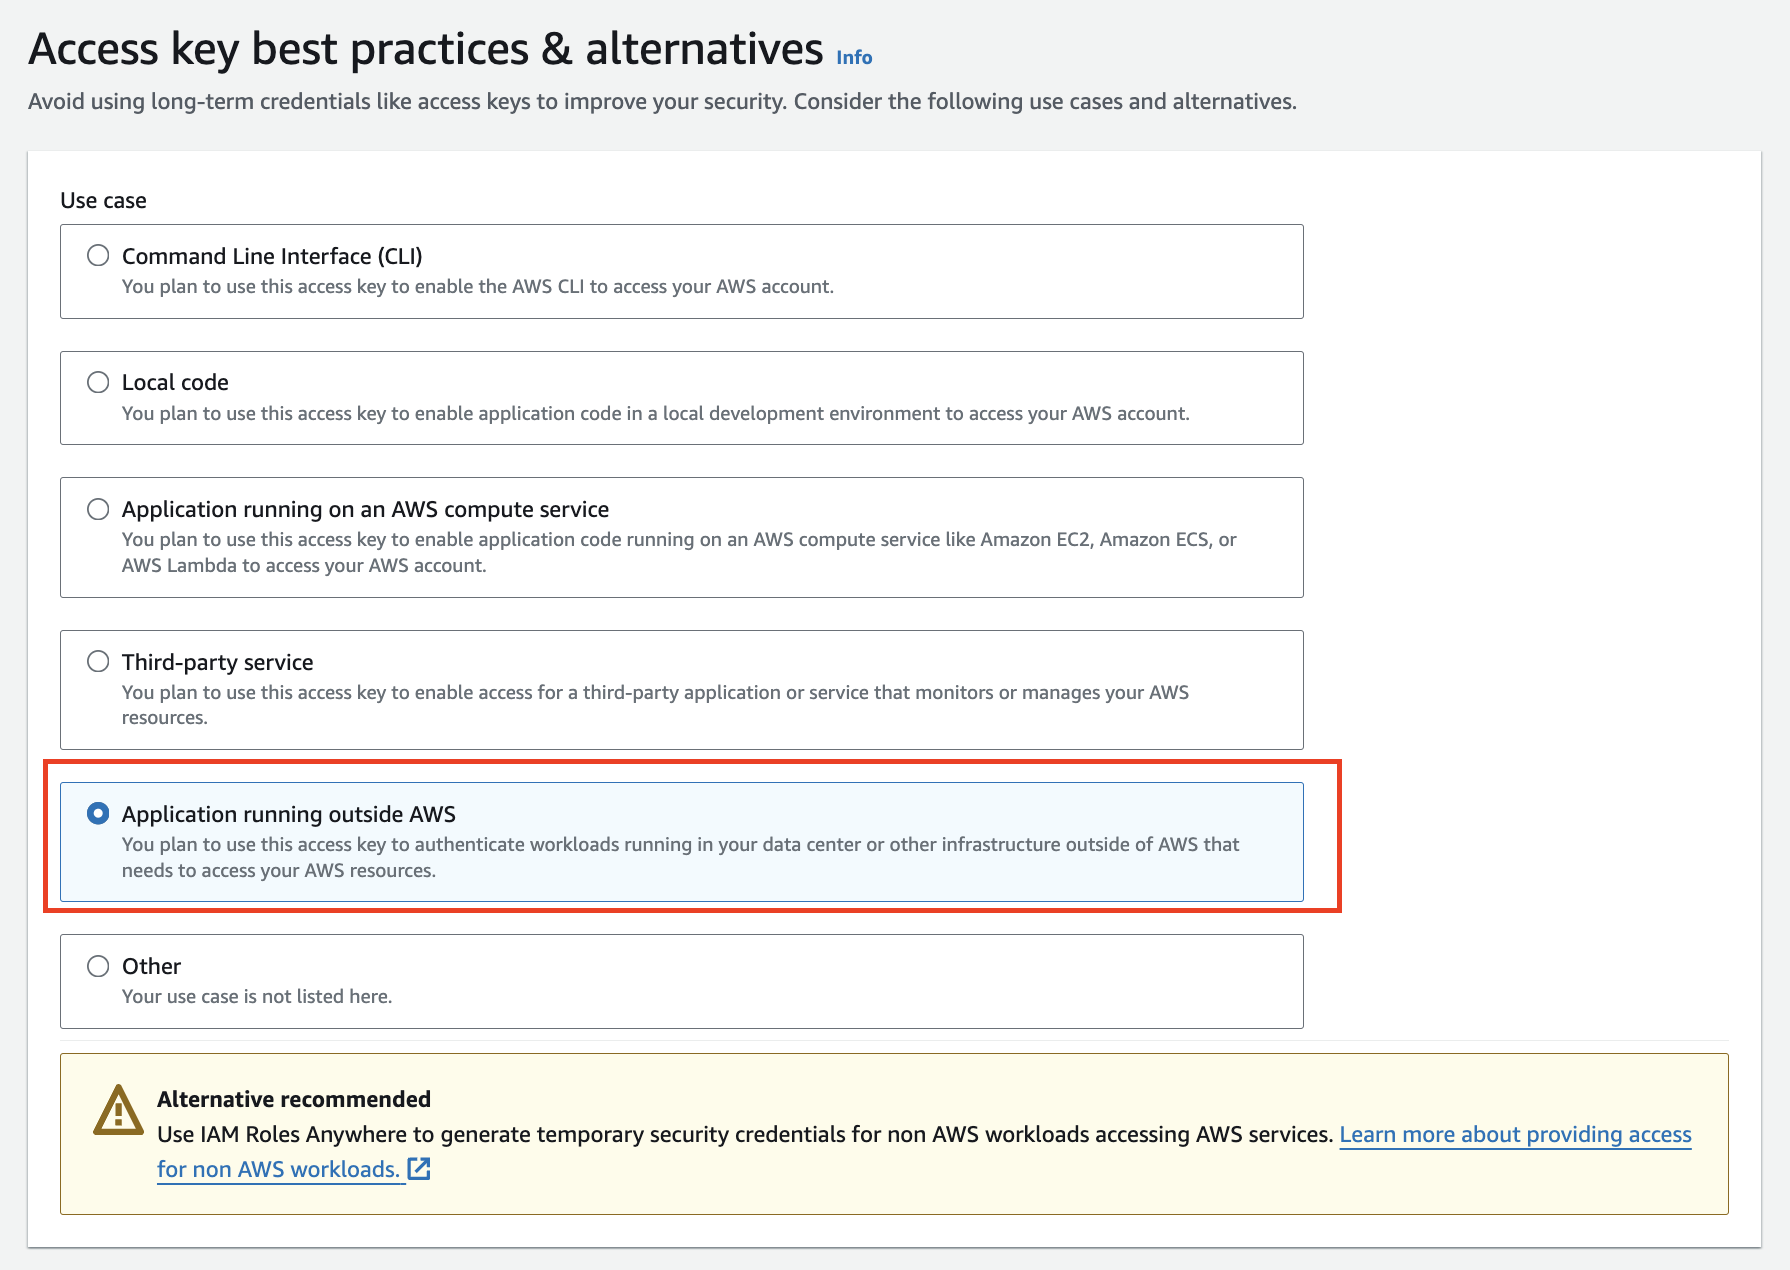 Access key best practices & alternatives Info
Avoid using long-term credentials like access keys to improve your security. Consider the following use cases and alternatives.
Use case
Command Line Interface (CLI)
You plan to use this access key to enable the AWS CLI to access your AWS account.
Local code
You plan to use this access key to enable application code in a local development environment to access your AWS account.
Application running on an AWS compute service
You plan to use this access key to enable application code running on an AWS compute service like Amazon EC2, Amazon ECS, or
AWS Lambda to access your AWS account.
Third-party service
You plan to use this access key to enable access for a third-party application or service that monitors or manages your AWS
resources.
Application running outside AWS
You plan to use this access key to authenticate workloads running in your data center or other infrastructure outside of AWS that
needs to access your AWS resources.
Other
Your use case is not listed here.
Alternative recommended
Use IAM Roles Anywhere to generate temporary security credentials for non AWS workloads accessing AWS services. Learn more about providing access
for non AWS workloads.